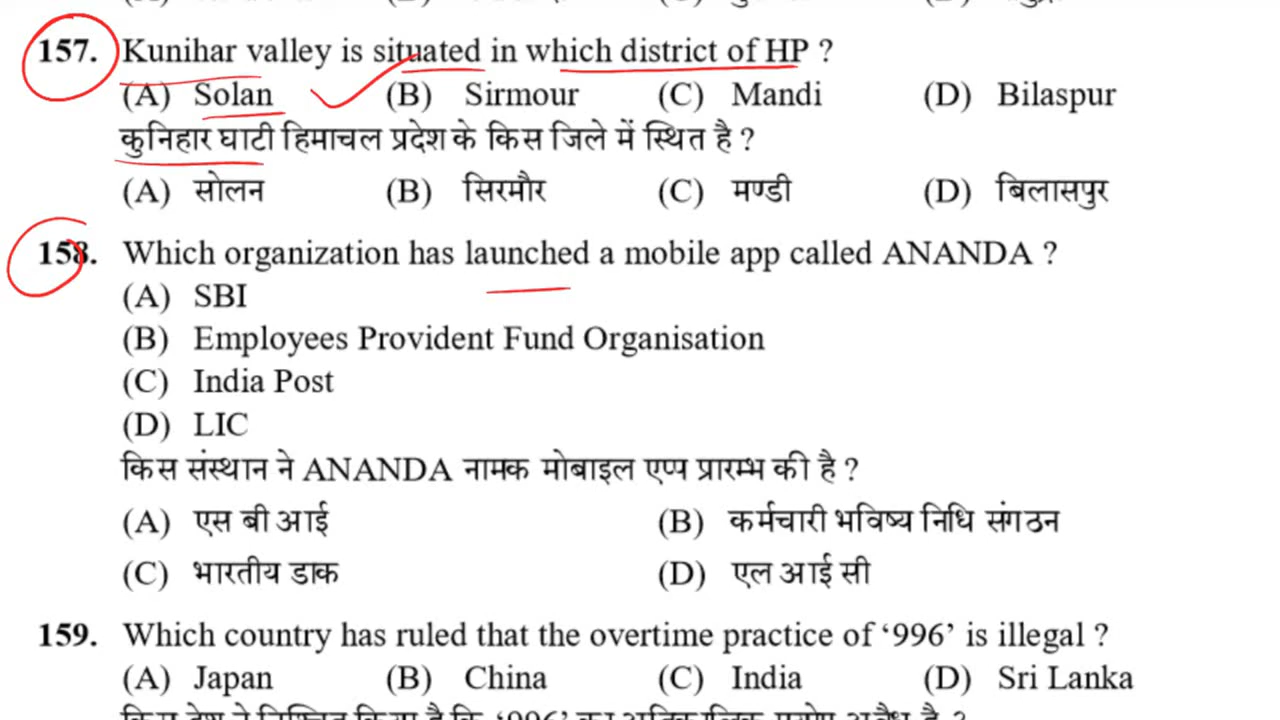 157. Kunihar valley is situated in which district of HP ?
(A) Solan (B) Sirmour (C) Mandi (D) Bilaspur
कुनिहार घाटी हिमाचल प्रदेश के किस जिले में स्थित है ?
(A) सोलन (B) सिरमौर (C) मण्डी (D) बिलासपुर
158. Which organization has launched a mobile app called ANANDA ?
(A) SBI
(B) Employees Provident Fund Organisation
(C) India Post
(D) LIC
किस संस्थान ने ANANDA नामक मोबाइल एप्प प्रारम्भ की है ?
(A) एस बी आई (B) कर्मचारी भविष्य निधि संगठन
(C) भारतीय डाक (D) एल आई सी
159. Which country has ruled that the overtime practice of ‘996’ is illegal ?
(A) Japan (B) China (C) India (D) Sri Lanka